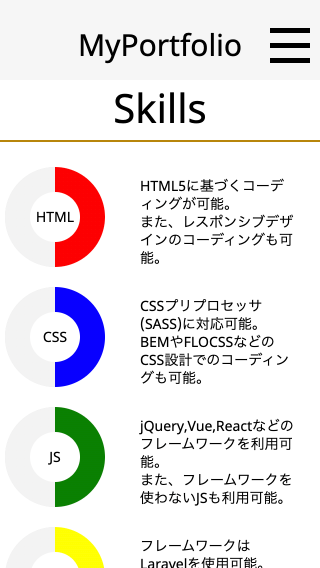 MyPortfolio
Skills
HTML
HTML5に基づくコーデ
ィングが可能。
また、レスポンシブデザ
インのコーディングも可
能。
CSS
CSSプリプロセッサ
(SASS)に対応可能。
BEMやFLOCSSなどの
CSS設計でのコーディン
グも可能。
JS
jQuery,Vue,Reactなどの
フレームワークを利用可
能。
また、フレームワークを
使わないJSも利用可能。
フレームワークは
Laravelを使用可能。